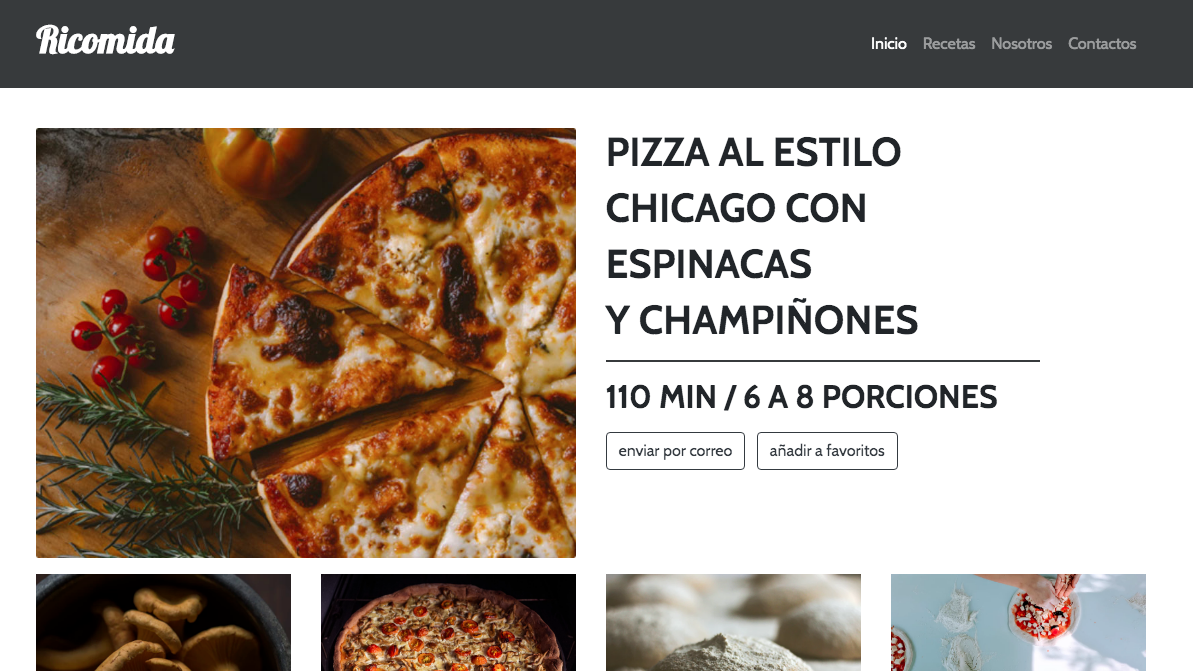 Ricomida
Inicio Recetas Nosotros Contactos
PIZZA AL ESTILO
CHICAGO CON
ESPINACAS
Y CHAMPIÑONES
110 MIN / 6 A 8 PORCIONES
enviar por correo añadir a favoritos